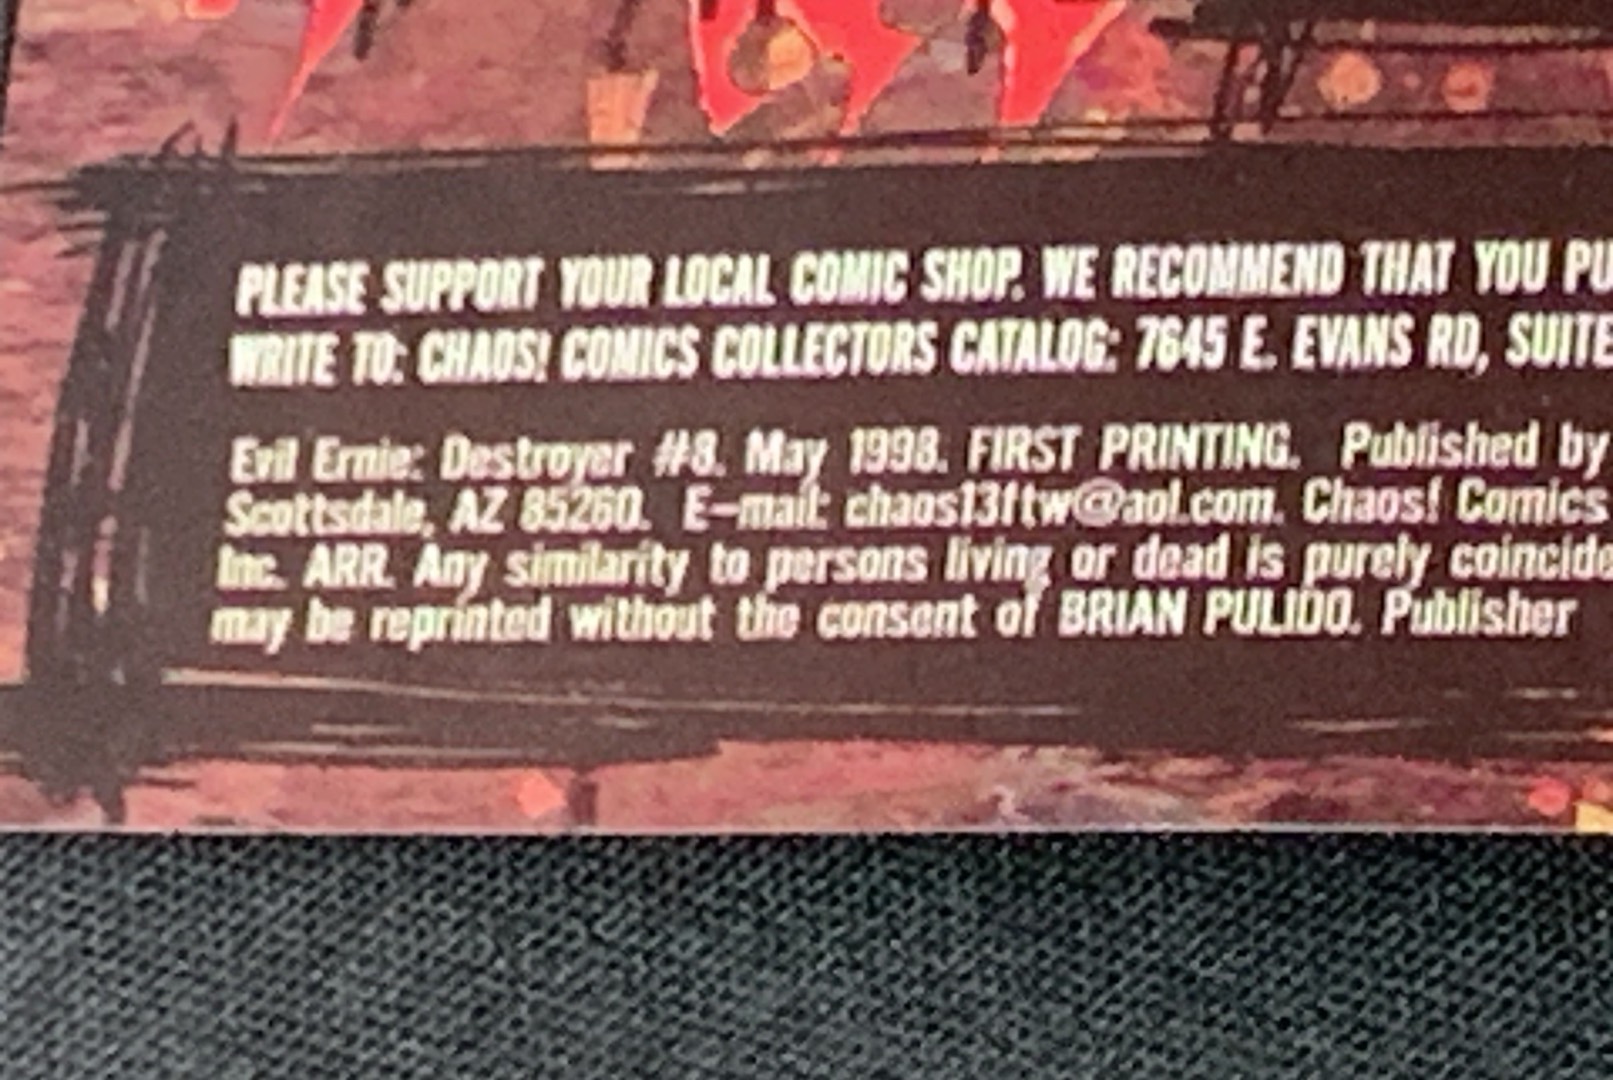 PLEASE SUPPORT YOUR LOCAL COMIC SHOP. WE RECOMMEND THAT YOU PU
WRITE TO: CHAOS! COMICS COLLECTORS CATALOG: 7645 E. EVANS RD, SUITE
Evil Ernie: Destroyer #8. May 1998. FIRST PRINTING. Published by
Scottsdale, AZ 85260. E-mail: chaos13ftw@aol.com. Chaos! Comics
Inc. ARR. Any similarity to persons living or dead is purely coincide
may be reprinted without the consent of BRIAN PULIDO. Publisher